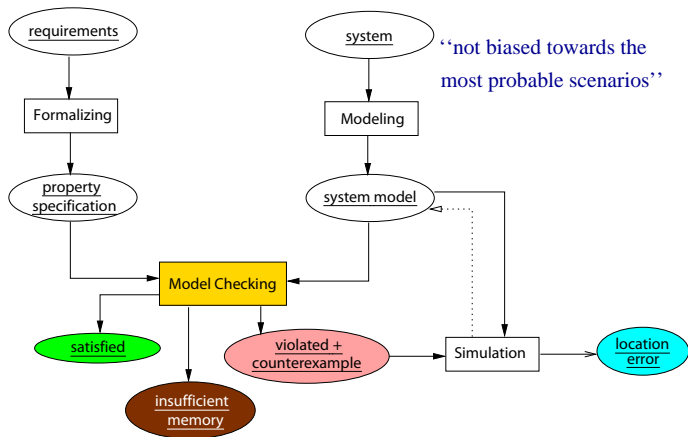 requirements
system
‘‘not biased towards the
most probable scenarios’’
Formalizing
Modeling
property
specification
system model
Model Checking
satisfied
violated +
counterexample
Simulation
location
error
insufficient
memory